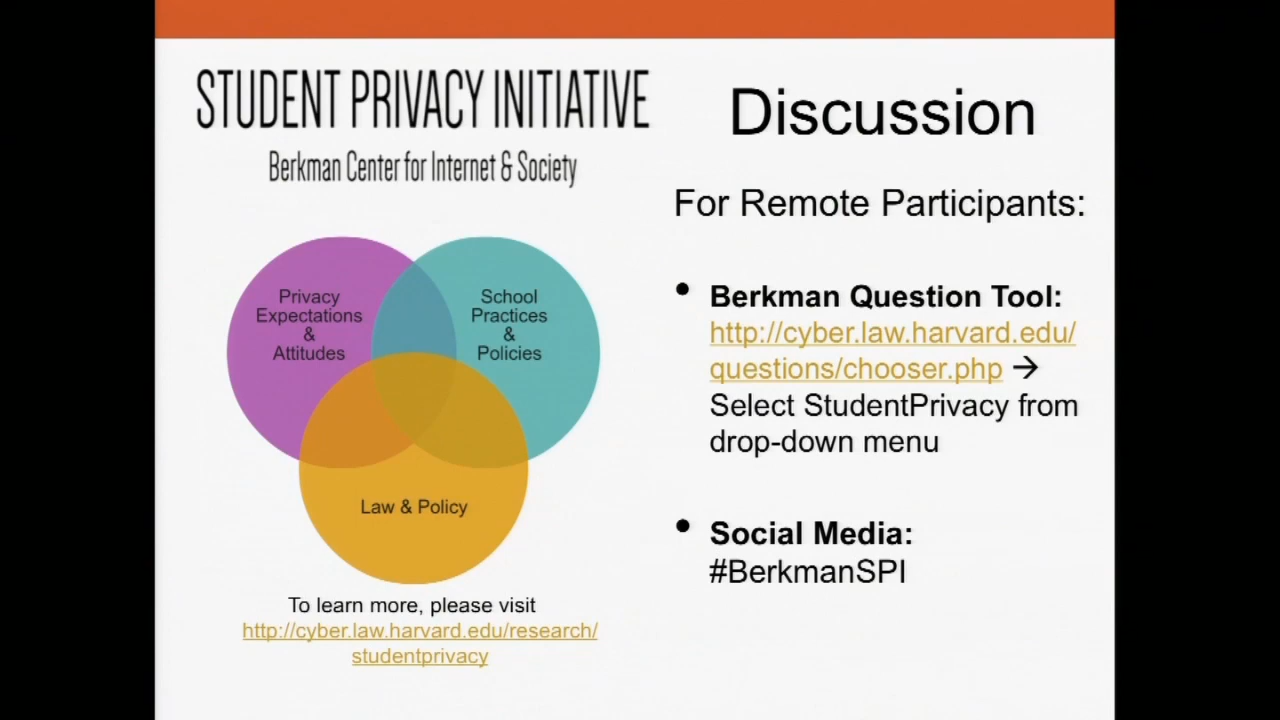 STUDENT PRIVACY INITIATIVE
Berkman Center for Internet & Society
Privacy
Expectations
&
Attitudes
School
Practices
&
Policies
Law & Policy
To learn more, please visit
http://cyber.law.harvard.edu/research/
studentprivacy
Discussion
For Remote Participants:
• Berkman Question Tool:
http://cyber.law.harvard.edu/
questions/chooser.php →
Select StudentPrivacy from
drop-down menu
• Social Media:
#BerkmanSPI